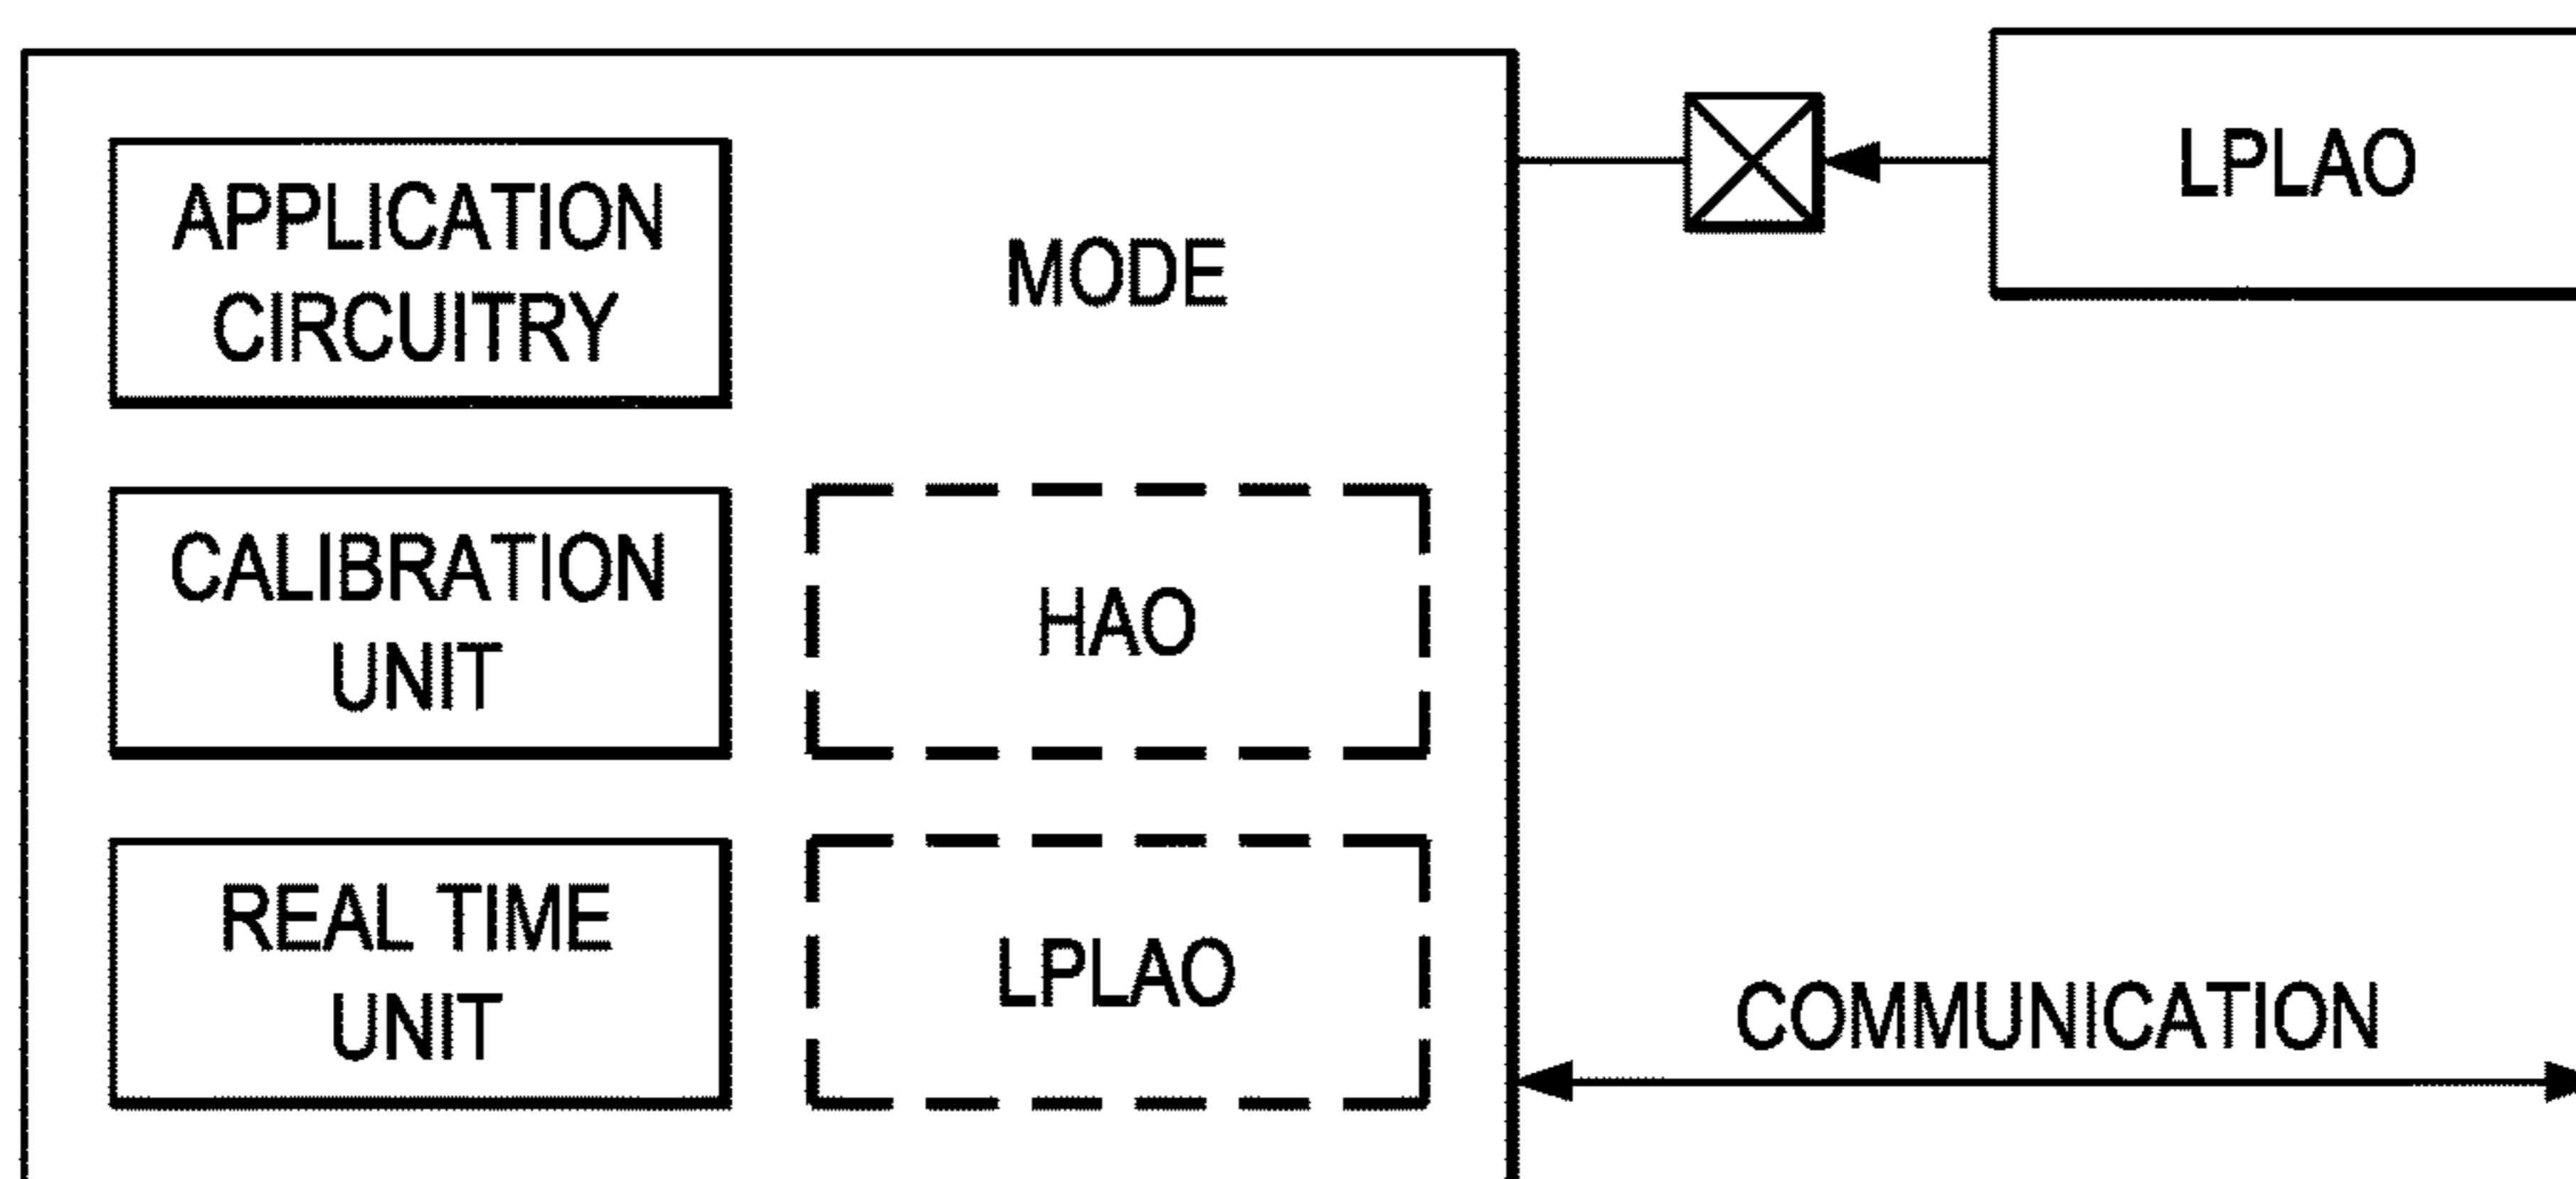 APPLICATION
CIRCUITRY
MODE
LPLAO
CALIBRATION
UNIT
HAO
REAL TIME
UNIT
LPLAO
COMMUNICATION